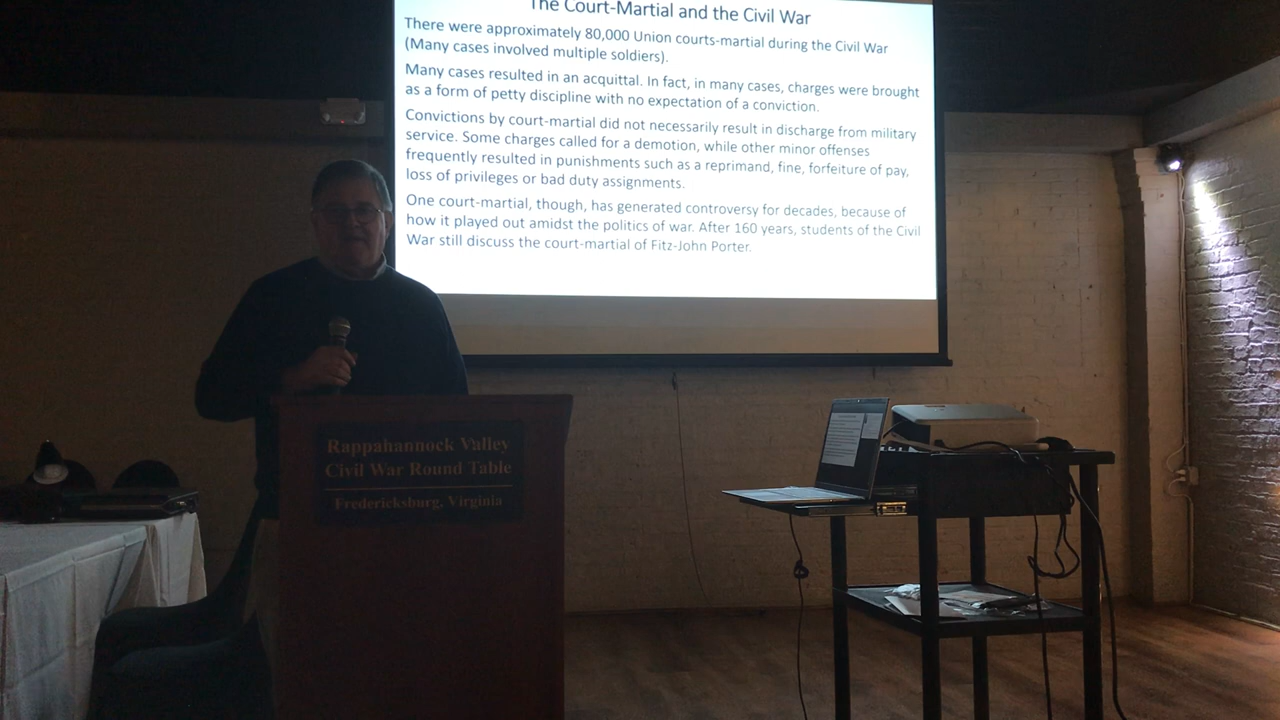 The Court-Martial and the Civil War
There were approximately 80,000 Union courts-martial during the Civil War
(Many cases involved multiple soldiers).
Many cases resulted in an acquittal. In fact, in many cases, charges were brought
as a form of petty discipline with no expectation of a conviction.
Convictions by court-martial did not necessarily result in discharge from military
service. Some charges called for a demotion, while other minor offenses
frequently resulted in punishments such as a reprimand, fine, forfeiture of pay,
loss of privileges or bad duty assignments.
One court-martial, though, has generated controversy for decades, because of
how it played out amidst the politics of war. After 160 years, students of the Civil
War still discuss the court-martial of Fitz-John Porter.
Rappahannock Valley
Civil War Round Table
Fredericksburg, Virginia